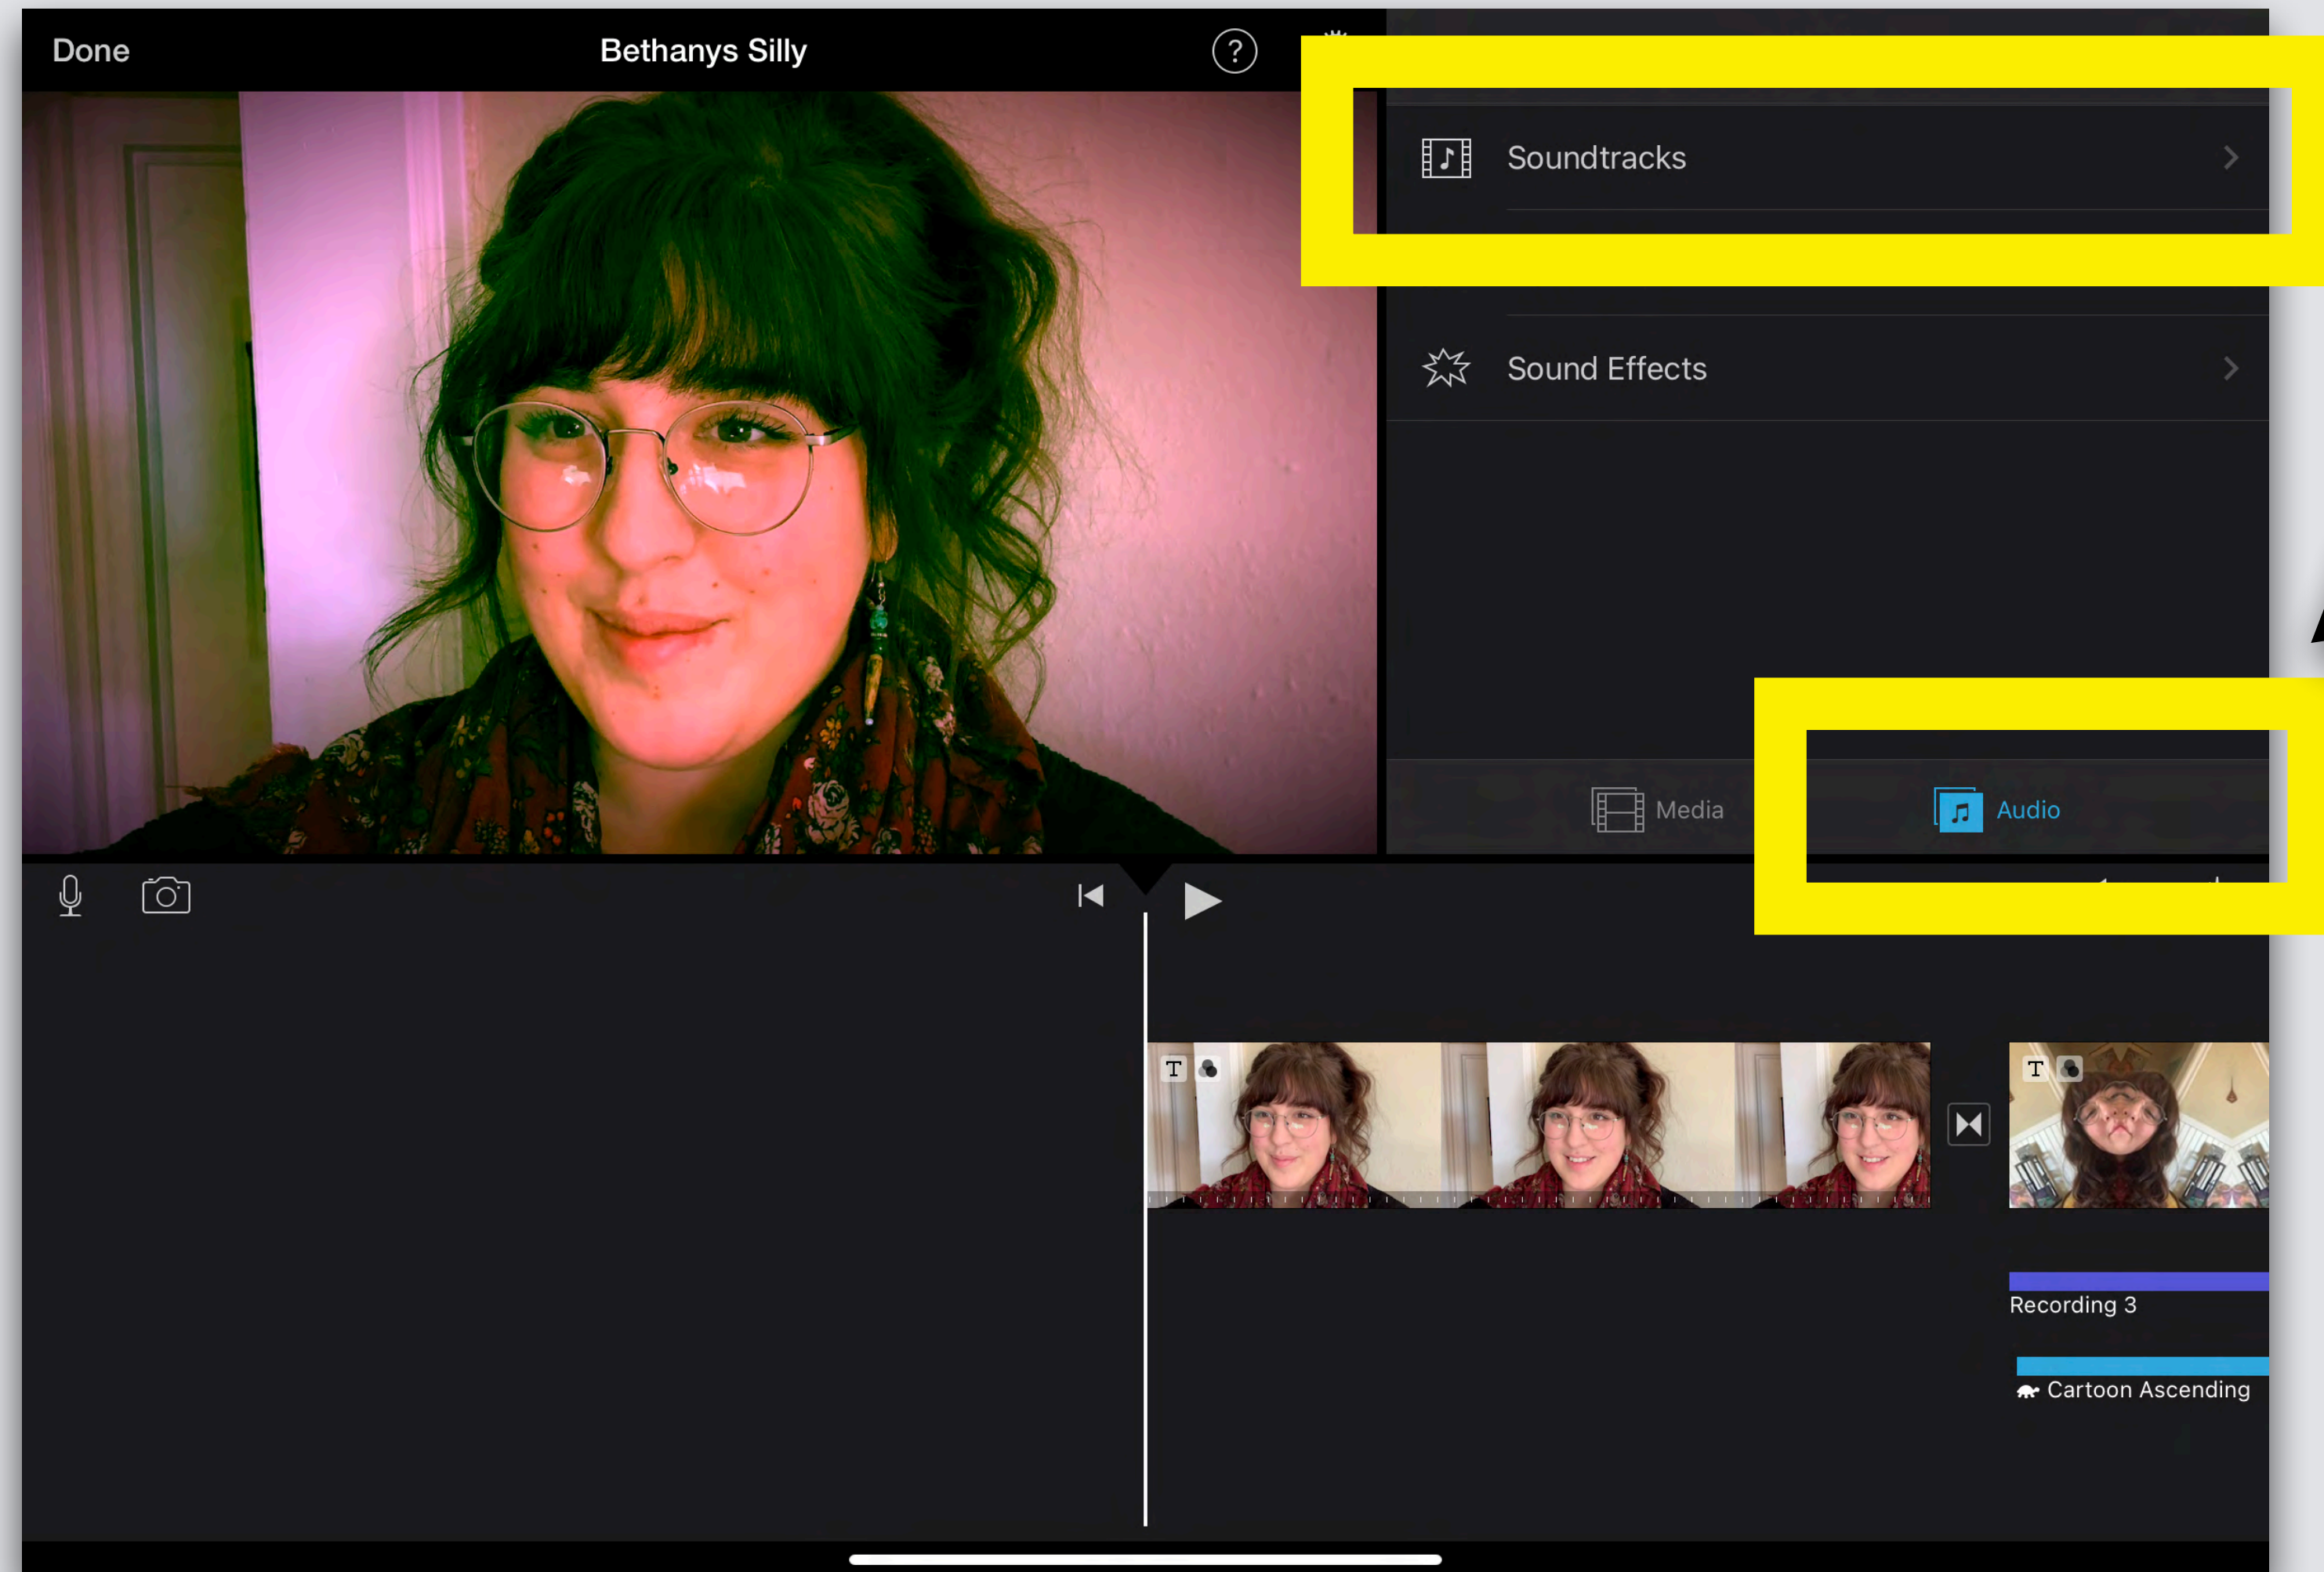 Done
Bethanys Silly
?
Soundtracks
Sound Effects
Media
Audio
T
T
Recording 3
Cartoon Ascending